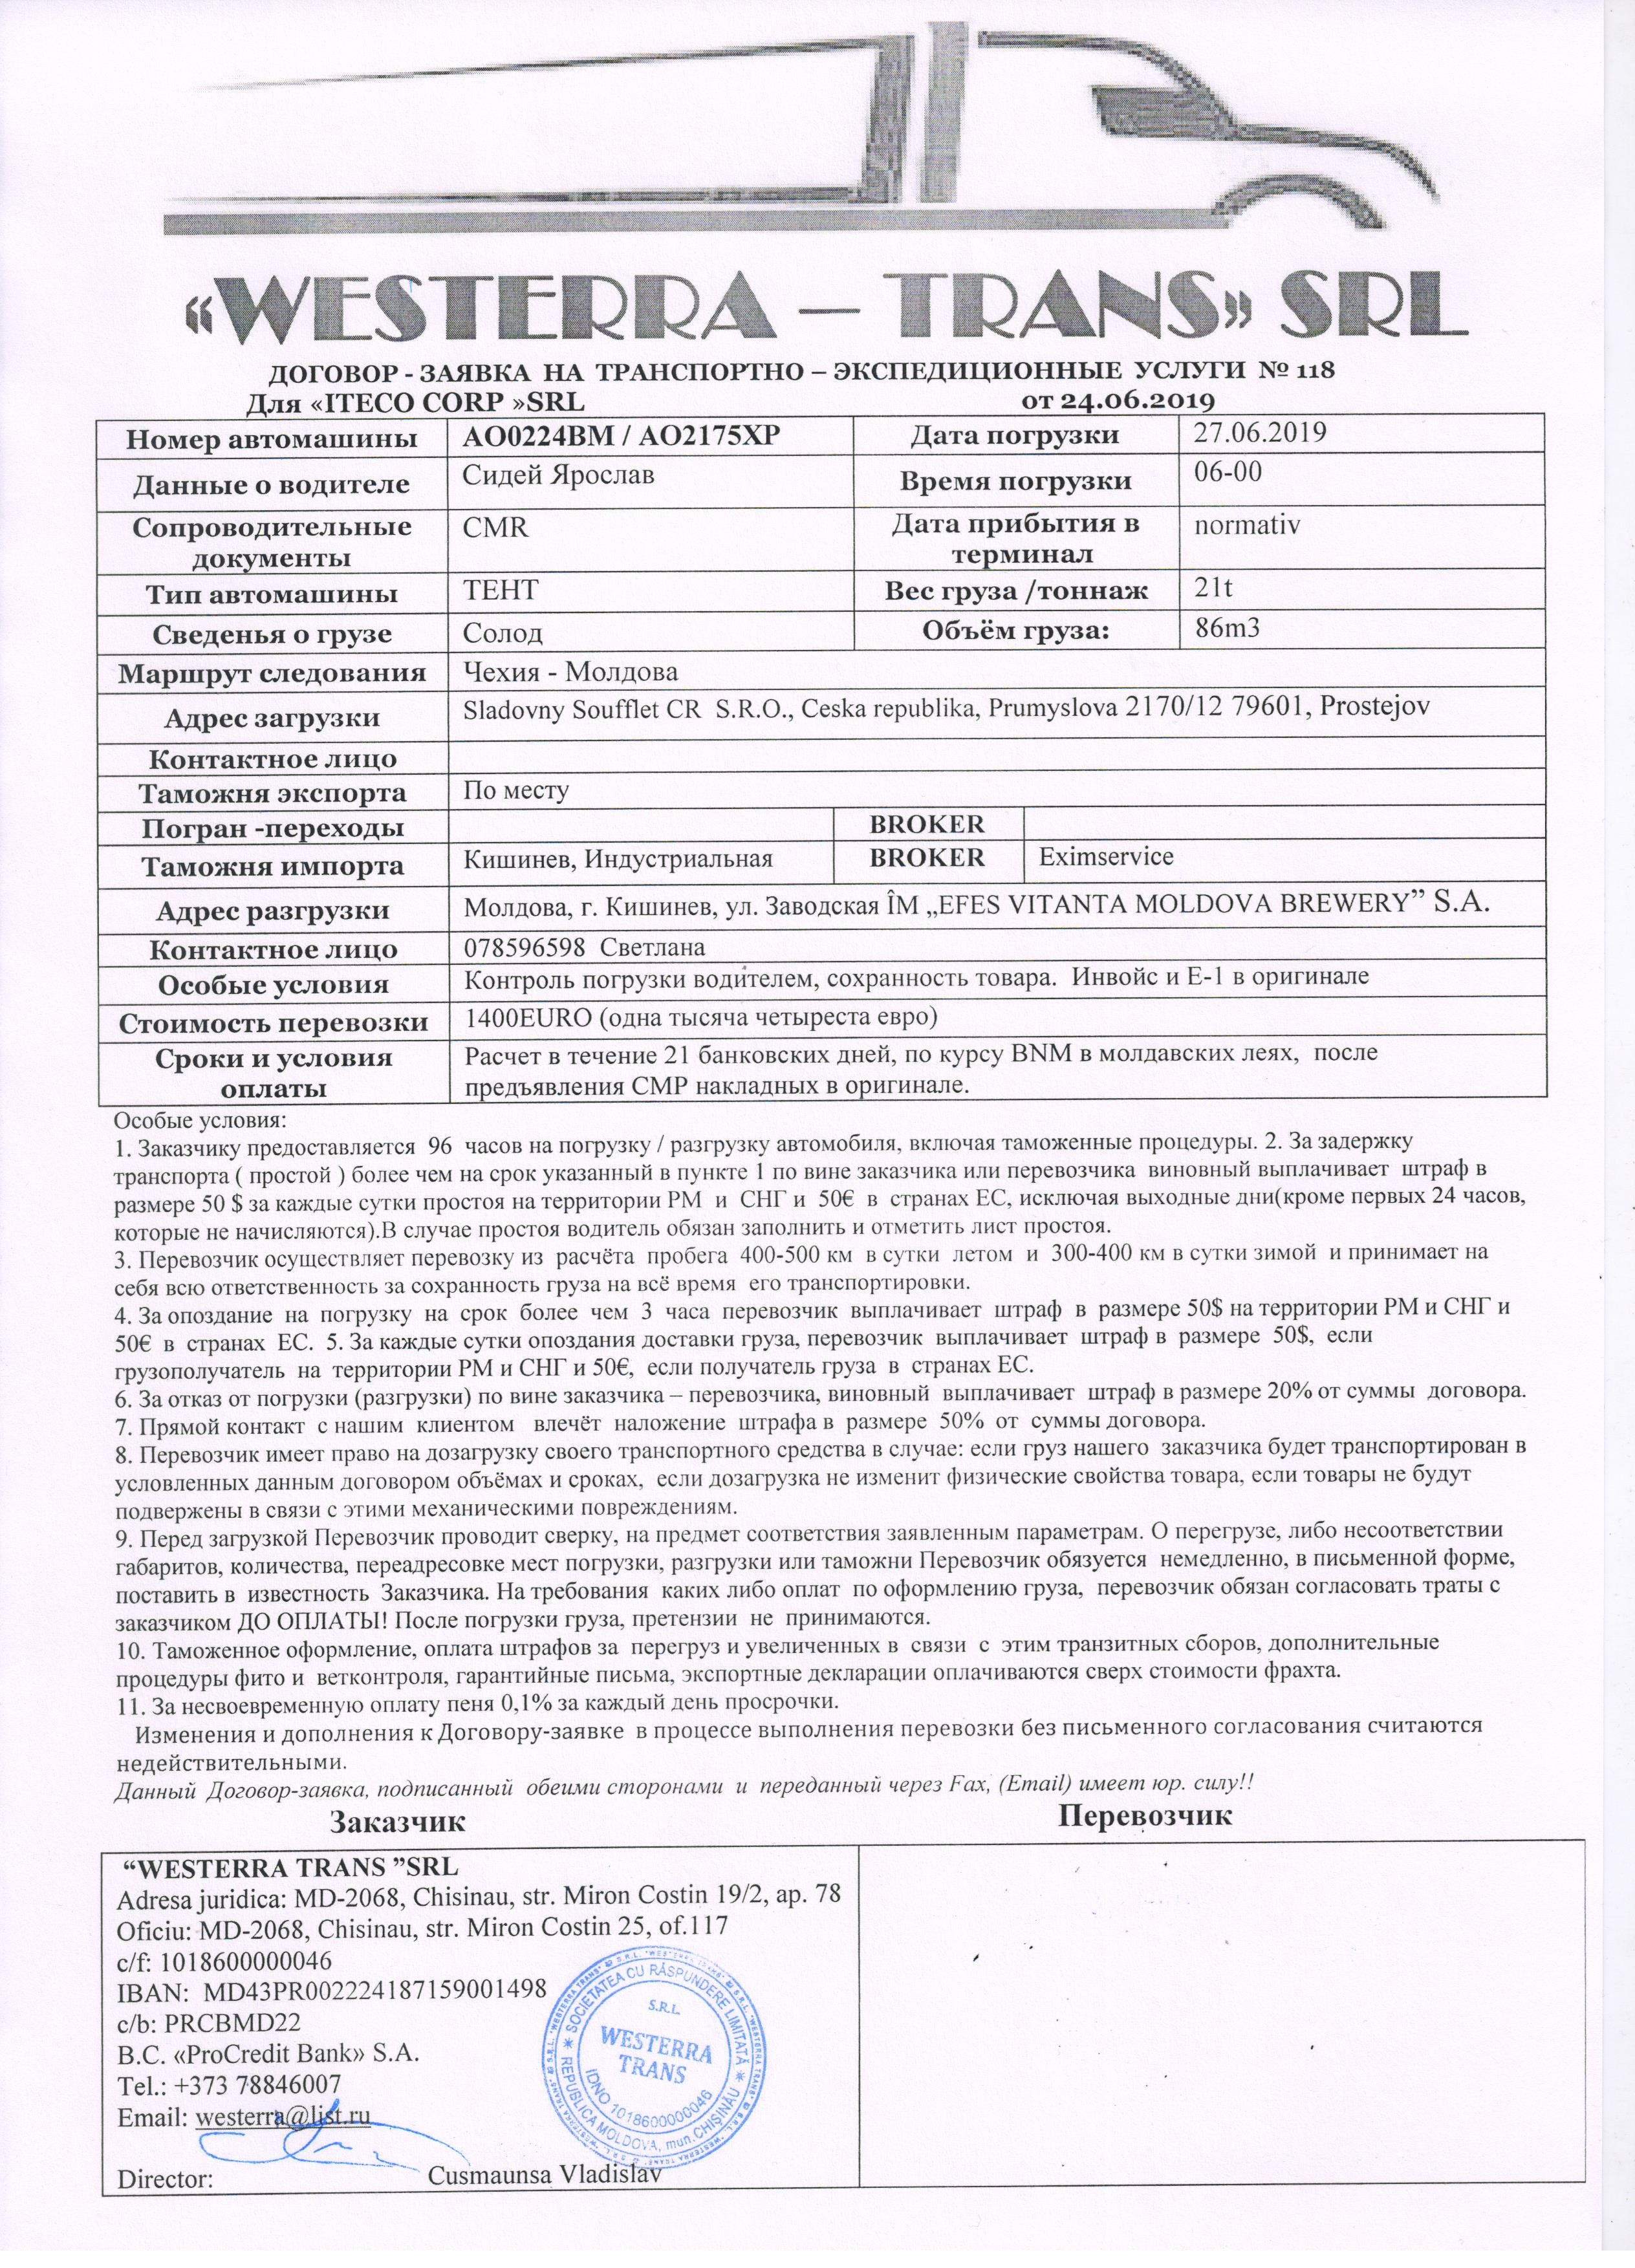 «WESTERRA – TRANS» SRL
ДОГОВОР - ЗАЯВКА НА ТРАНСПОРТНО – ЭКСПЕДИЦИОННЫЕ УСЛУГИ № 118
Для «ITECO CORP »SRL от 24.06.2019
Номер автомашины AO0224BM / AO2175XP Дата погрузки 27.06.2019
Данные о водителе Сидей Ярослав Время погрузки 06-00
Сопроводительные документы CMR Дата прибытия в терминал normativ
Тип автомашины ТЕНТ Вес груза /тоннаж 21t
Сведенья о грузе Солод Объём груза: 86m3
Маршрут следования Чехия - Молдова
Адрес загрузки Sladovny Soufflet CR S.R.O., Ceska republika, Prumyslova 2170/12 79601, Prostejov
Контактное лицо
Таможня экспорта По месту
Погран -переходы BROKER
Таможня импорта Кишинев, Индустриальная BROKER Eximservice
Адрес разгрузки Молдова, г. Кишинев, ул. Заводская ÎM „EFES VITANTA MOLDOVA BREWERY” S.A.
Контактное лицо 078596598 Светлана
Особые условия Контроль погрузки водителем, сохранность товара. Инвойс и Е-1 в оригинале
Стоимость перевозки 1400EURO (одна тысяча четыреста евро)
Сроки и условия оплаты Расчет в течение 21 банковских дней, по курсу BNM в молдавских леях, после
предъявления СМР накладных в оригинале.
Особые условия:
1. Заказчику предоставляется 96 часов на погрузку / разгрузку автомобиля, включая таможенные процедуры. 2. За задержку
транспорта ( простой ) более чем на срок указанный в пункте 1 по вине заказчика или перевозчика виновный выплачивает штраф в
размере 50 $ за каждые сутки простоя на территории РМ и СНГ и 50€ в странах ЕС, исключая выходные дни(кроме первых 24 часов,
которые не начисляются).В случае простоя водитель обязан заполнить и отметить лист простоя.
3. Перевозчик осуществляет перевозку из расчёта пробега 400-500 км в сутки летом и 300-400 км в сутки зимой и принимает на
себя всю ответственность за сохранность груза на всё время его транспортировки.
4. За опоздание на погрузку на срок более чем 3 часа перевозчик выплачивает штраф в размере 50$ на территории РМ и СНГ и
50€ в странах ЕС. 5. За каждые сутки опоздания доставки груза, перевозчик выплачивает штраф в размере 50$, если
грузополучатель на территории РМ и СНГ и 50€, если получатель груза в странах ЕС.
6. За отказ от погрузки (разгрузки) по вине заказчика – перевозчика, виновный выплачивает штраф в размере 20% от суммы договора.
7. Прямой контакт с нашим клиентом влечёт наложение штрафа в размере 50% от суммы договора.
8. Перевозчик имеет право на дозагрузку своего транспортного средства в случае: если груз нашего заказчика будет транспортирован в
условленных данным договором объёмах и сроках, если дозагрузка не изменит физические свойства товара, если товары не будут
подвержены в связи с этими механическими повреждениям.
9. Перед загрузкой Перевозчик проводит сверку, на предмет соответствия заявленным параметрам. О перегрузе, либо несоответствии
габаритов, количества, переадресовке мест погрузки, разгрузки или таможни Перевозчик обязуется немедленно, в письменной форме,
поставить в известность Заказчика. На требования каких либо оплат по оформлению груза, перевозчик обязан согласовать траты с
заказчиком ДО ОПЛАТЫ! После погрузки груза, претензии не принимаются.
10. Таможенное оформление, оплата штрафов за перегруз и увеличенных в связи с этим транзитных сборов, дополнительные
процедуры фито и ветконтроля, гарантийные письма, экспортные декларации оплачиваются сверх стоимости фрахта.
11. За несвоевременную оплату пеня 0,1% за каждый день просрочки.
Изменения и дополнения к Договору-заявке в процессе выполнения перевозки без письменного согласования считаются
недействительными.
Данный Договор-заявка, подписанный обеими сторонами и переданный через Fax, (Email) имеет юр. силу!!
Заказчик Перевозчик
“WESTERRA TRANS ”SRL
Adresa juridica: MD-2068, Chisinau, str. Miron Costin 19/2, ap. 78
Oficiu: MD-2068, Chisinau, str. Miron Costin 25, of.117
c/f: 1018600000046
IBAN: MD43PR002224187159001498
c/b: PRCBMD22
B.C. «ProCredit Bank» S.A.
Tel.: +373 78846007
Email: westerra@list.ru
Director: Cusmaunsa Vladislav
SOCIETATEA CU RĂSPUNDERE LIMITATĂ
S.R.L.
WESTERRA
TRANS
IDNO 1018600000046
REPUBLICA MOLDOVA, mun.CHIȘINĂU